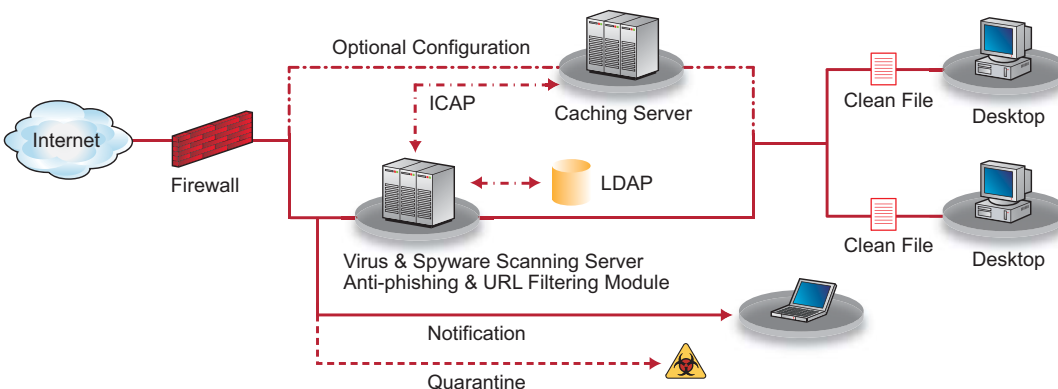 Optional Configuration
ICAP
Caching Server
Clean File
Desktop
Internet
Firewall
LDAP
Clean File
Desktop
Virus & Spyware Scanning Server
Anti-phishing & URL Filtering Module
Notification
Quarantine